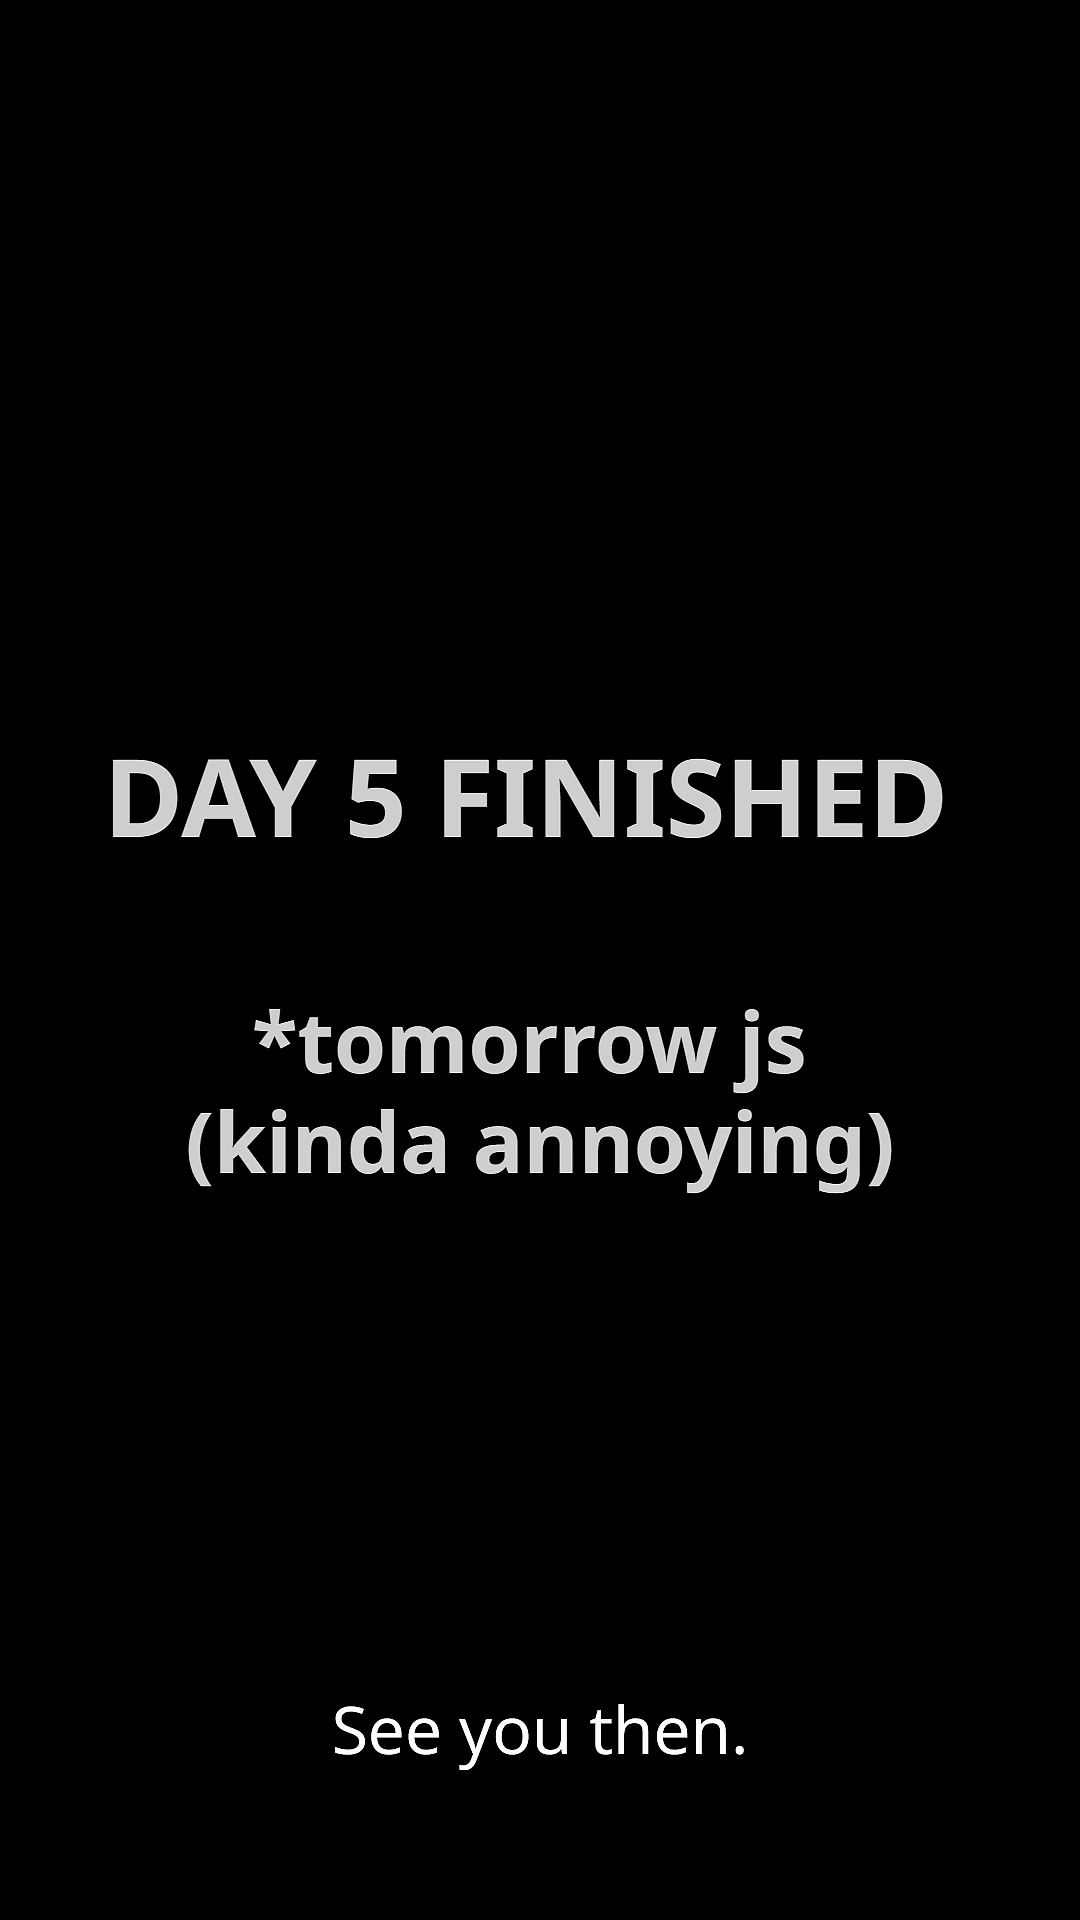 DAY 5 FINISHED
*tomorrow js
(kinda annoying)
See you then.